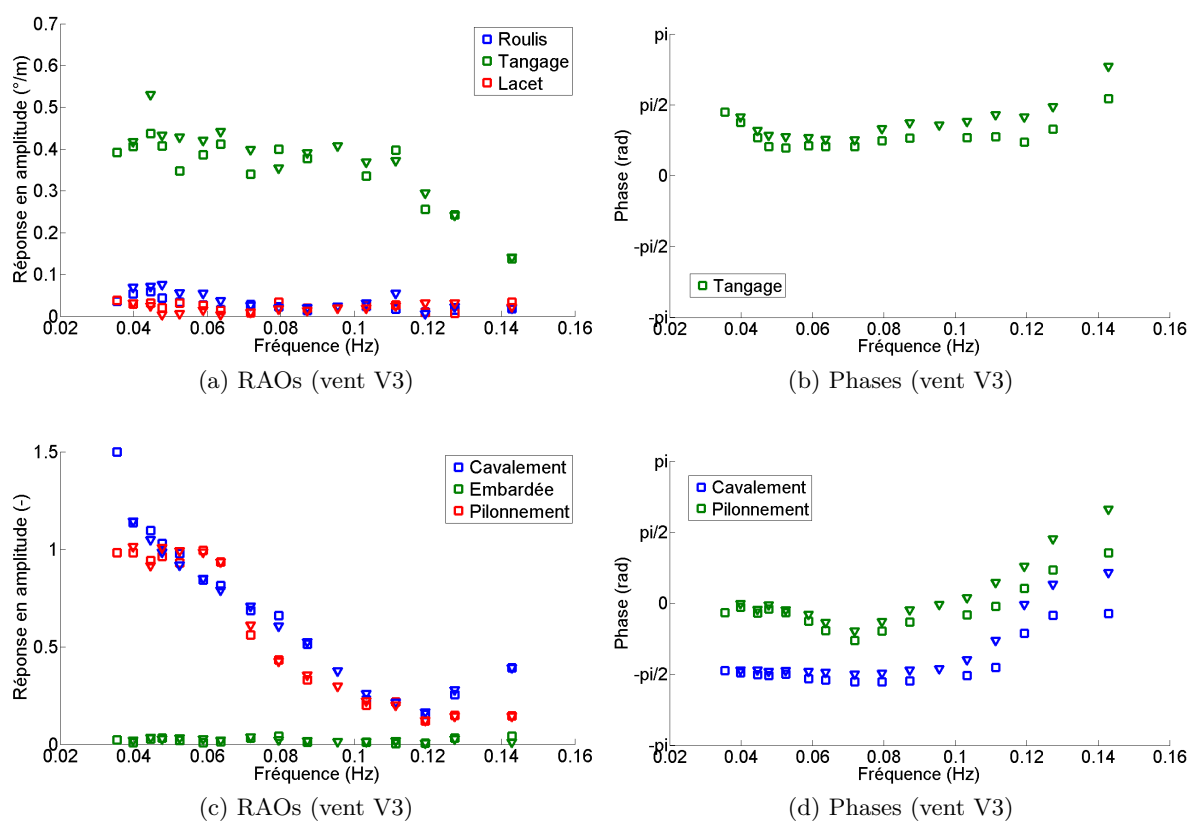 Réponse en amplitude (°/m)
0.7
0.6
0.5
0.4
0.3
0.2
0.1
0
0.02 0.04 0.06 0.08 0.1 0.12 0.14 0.16
Fréquence (Hz)
Roulis
Tangage
Lacet
(a) RAOs (vent V3)
Phase (rad)
pi
pi/2
0
-pi/2
-pi
0.02 0.04 0.06 0.08 0.1 0.12 0.14 0.16
Fréquence (Hz)
Tangage
(b) Phases (vent V3)
Réponse en amplitude (-)
1.5
1
0.5
0
0.02 0.04 0.06 0.08 0.1 0.12 0.14 0.16
Fréquence (Hz)
Cavalement
Embardée
Pilonnement
(c) RAOs (vent V3)
Phase (rad)
pi
pi/2
0
-pi/2
-pi
0.02 0.04 0.06 0.08 0.1 0.12 0.14 0.16
Fréquence (Hz)
Cavalement
Pilonnement
(d) Phases (vent V3)